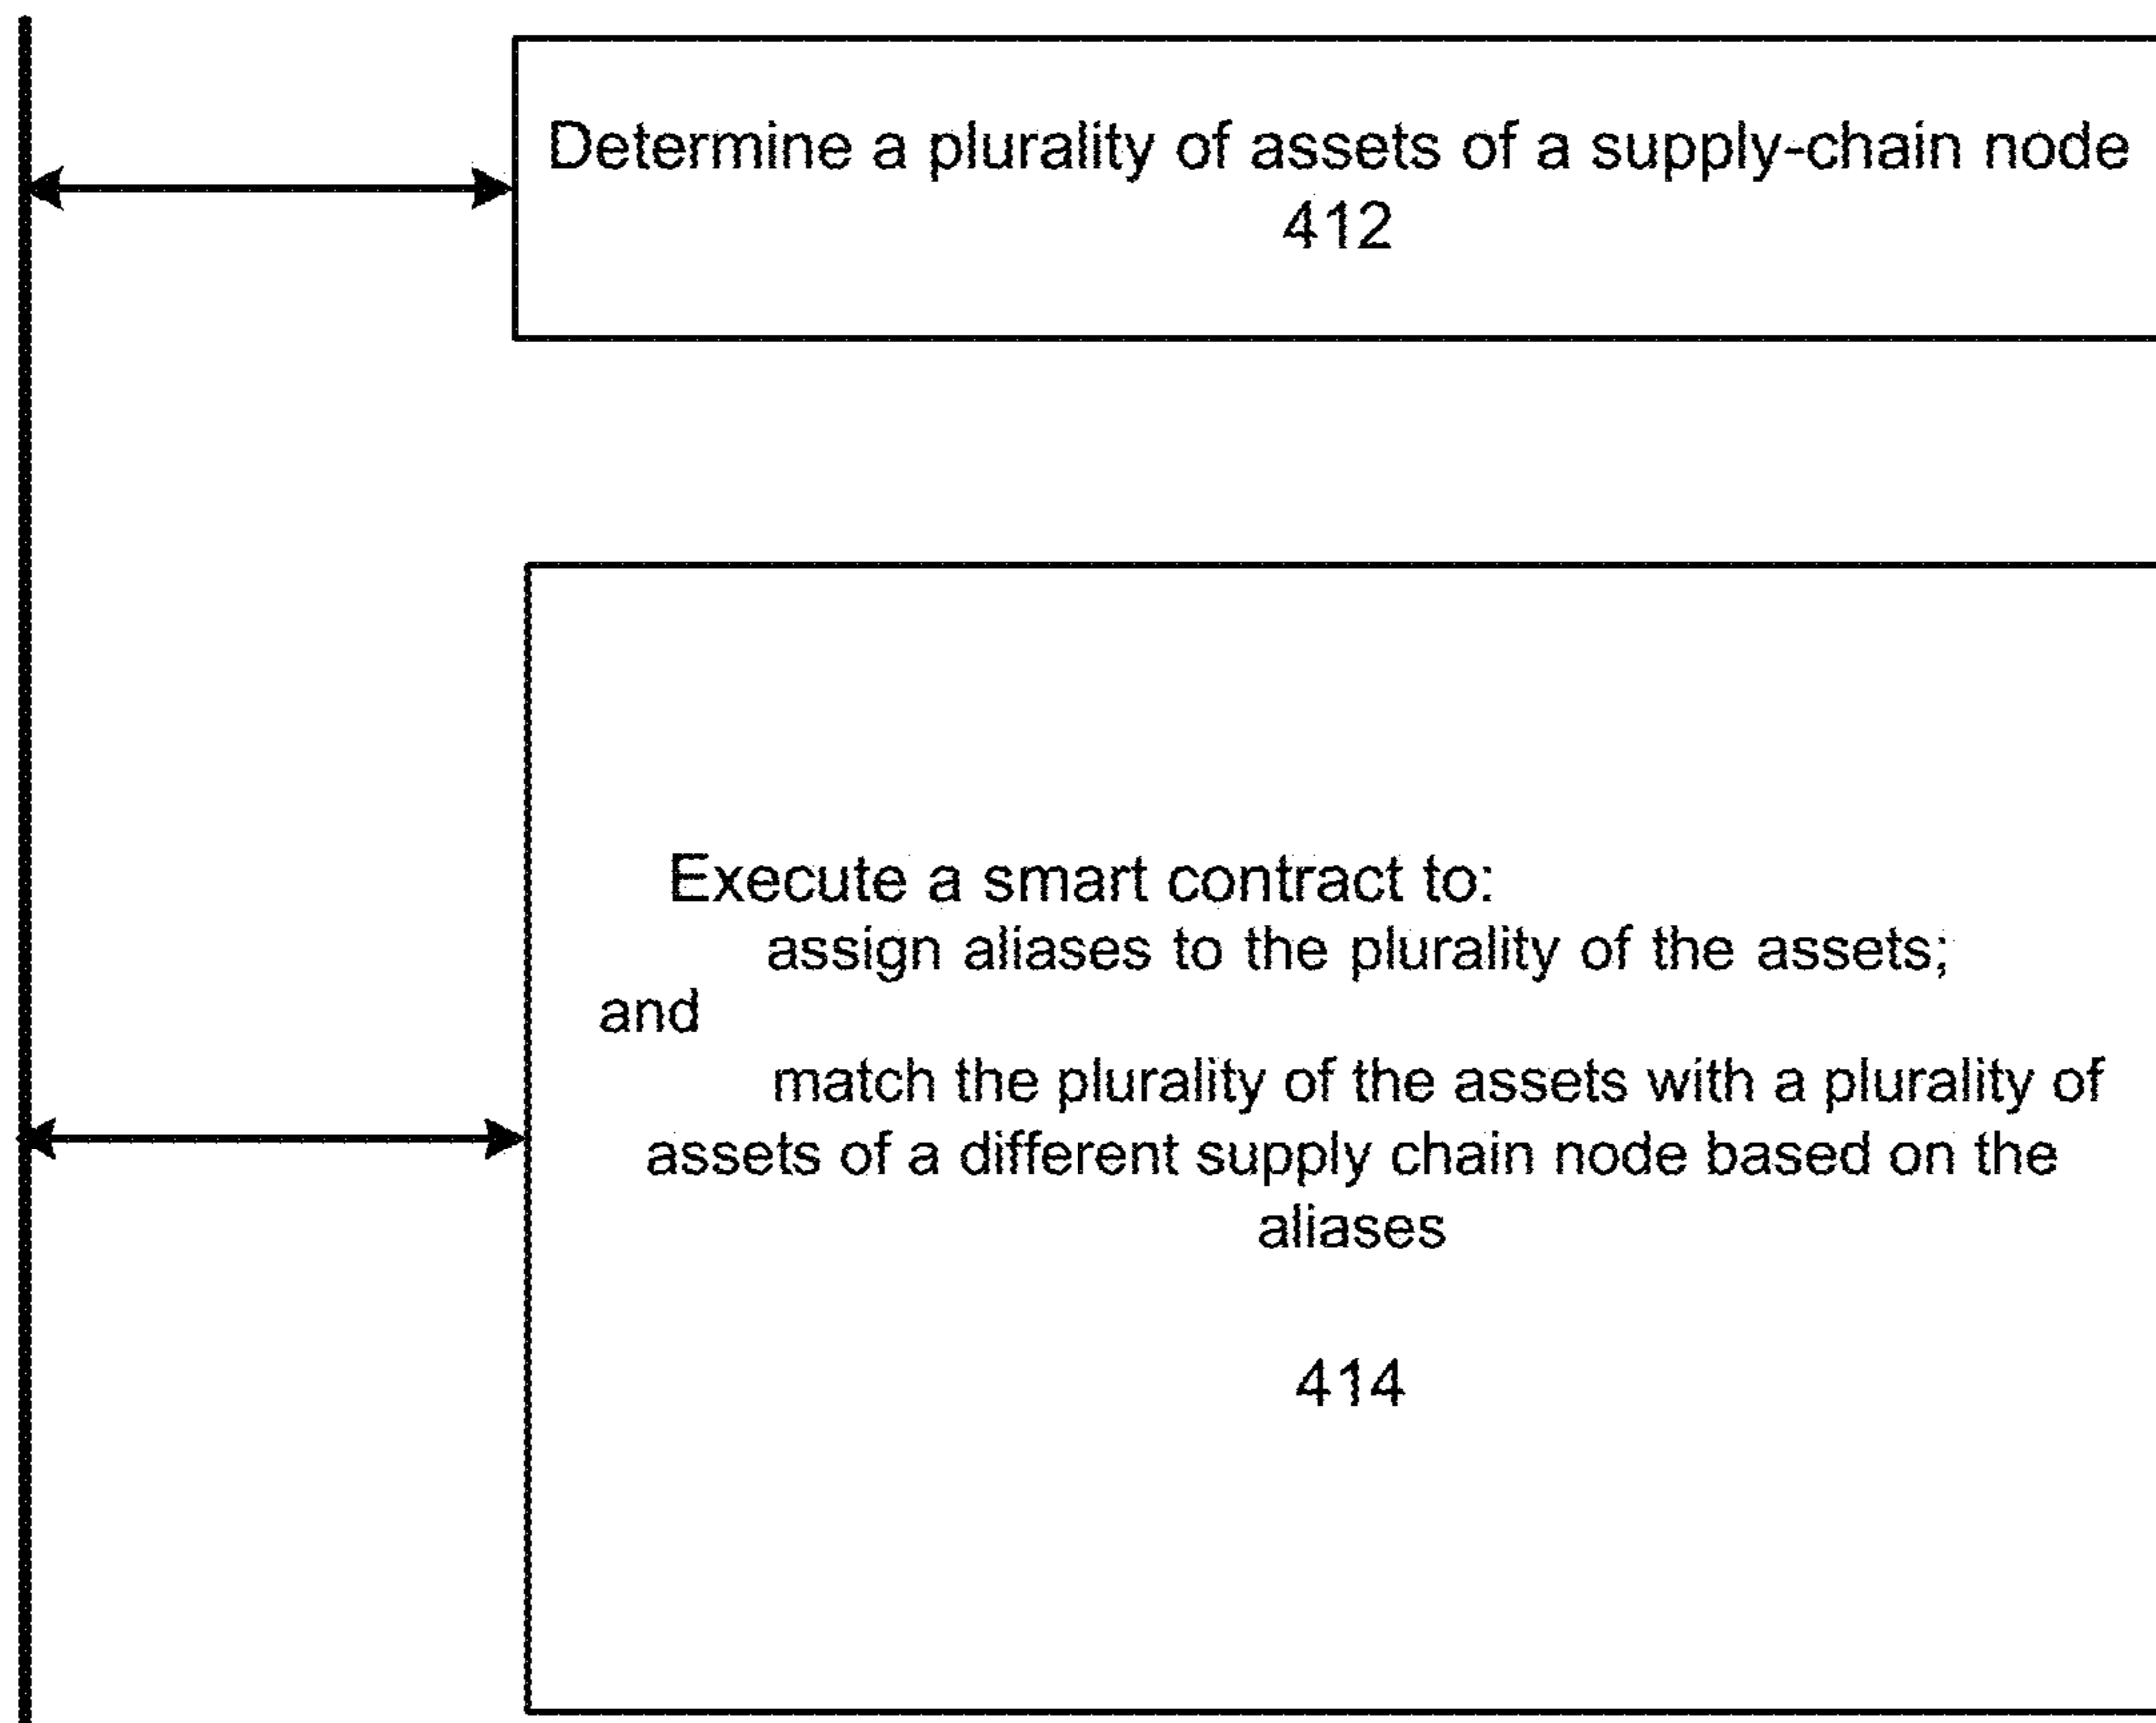 Determine a plurality of assets of a supply-chain node
412
Execute a smart contract to:
assign aliases to the plurality of the assets;
and
match the plurality of the assets with a plurality of
assets of a different supply chain node based on the
aliases
414